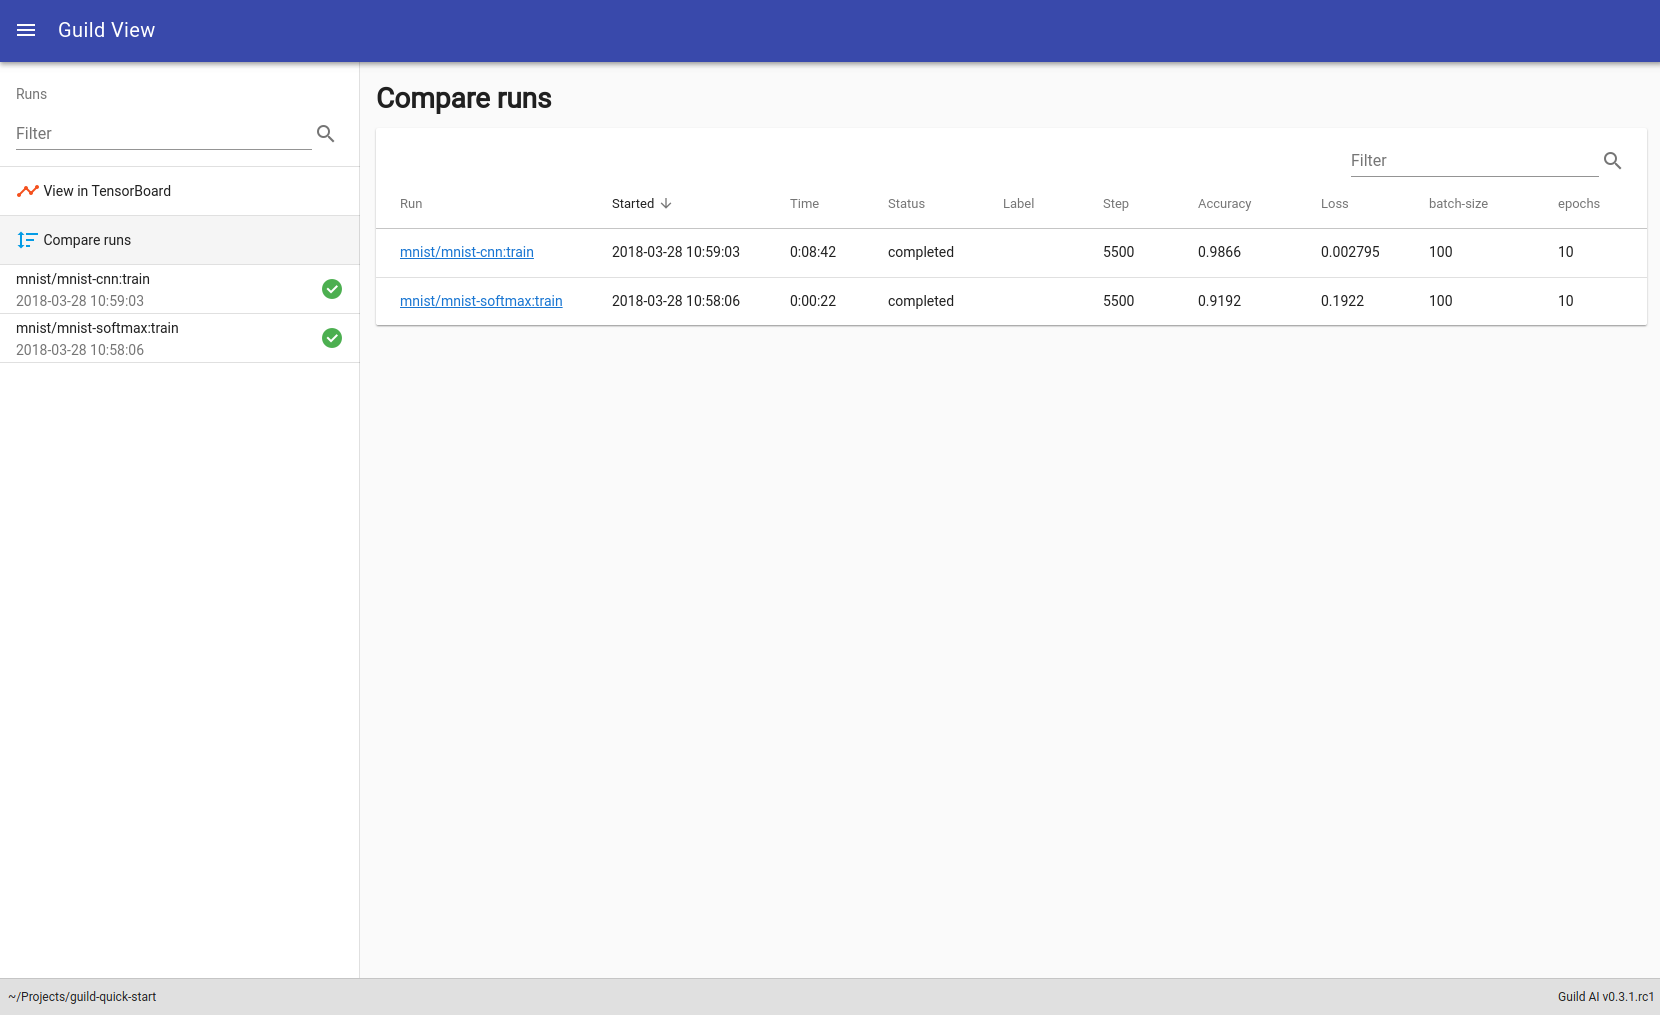 Guild View
Runs
Filter
View in TensorBoard
Compare runs
mnist/mnist-cnn:train
2018-03-28 10:59:03
mnist/mnist-softmax:train
2018-03-28 10:58:06
Compare runs
Filter
Run Started Time Status Label Step Accuracy Loss batch-size epochs
mnist/mnist-cnn:train 2018-03-28 10:59:03 0:08:42 completed 5500 0.9866 0.002795 100 10
mnist/mnist-softmax:train 2018-03-28 10:58:06 0:00:22 completed 5500 0.9192 0.1922 100 10
~/Projects/guild-quick-start Guild AI v0.3.1.rc1